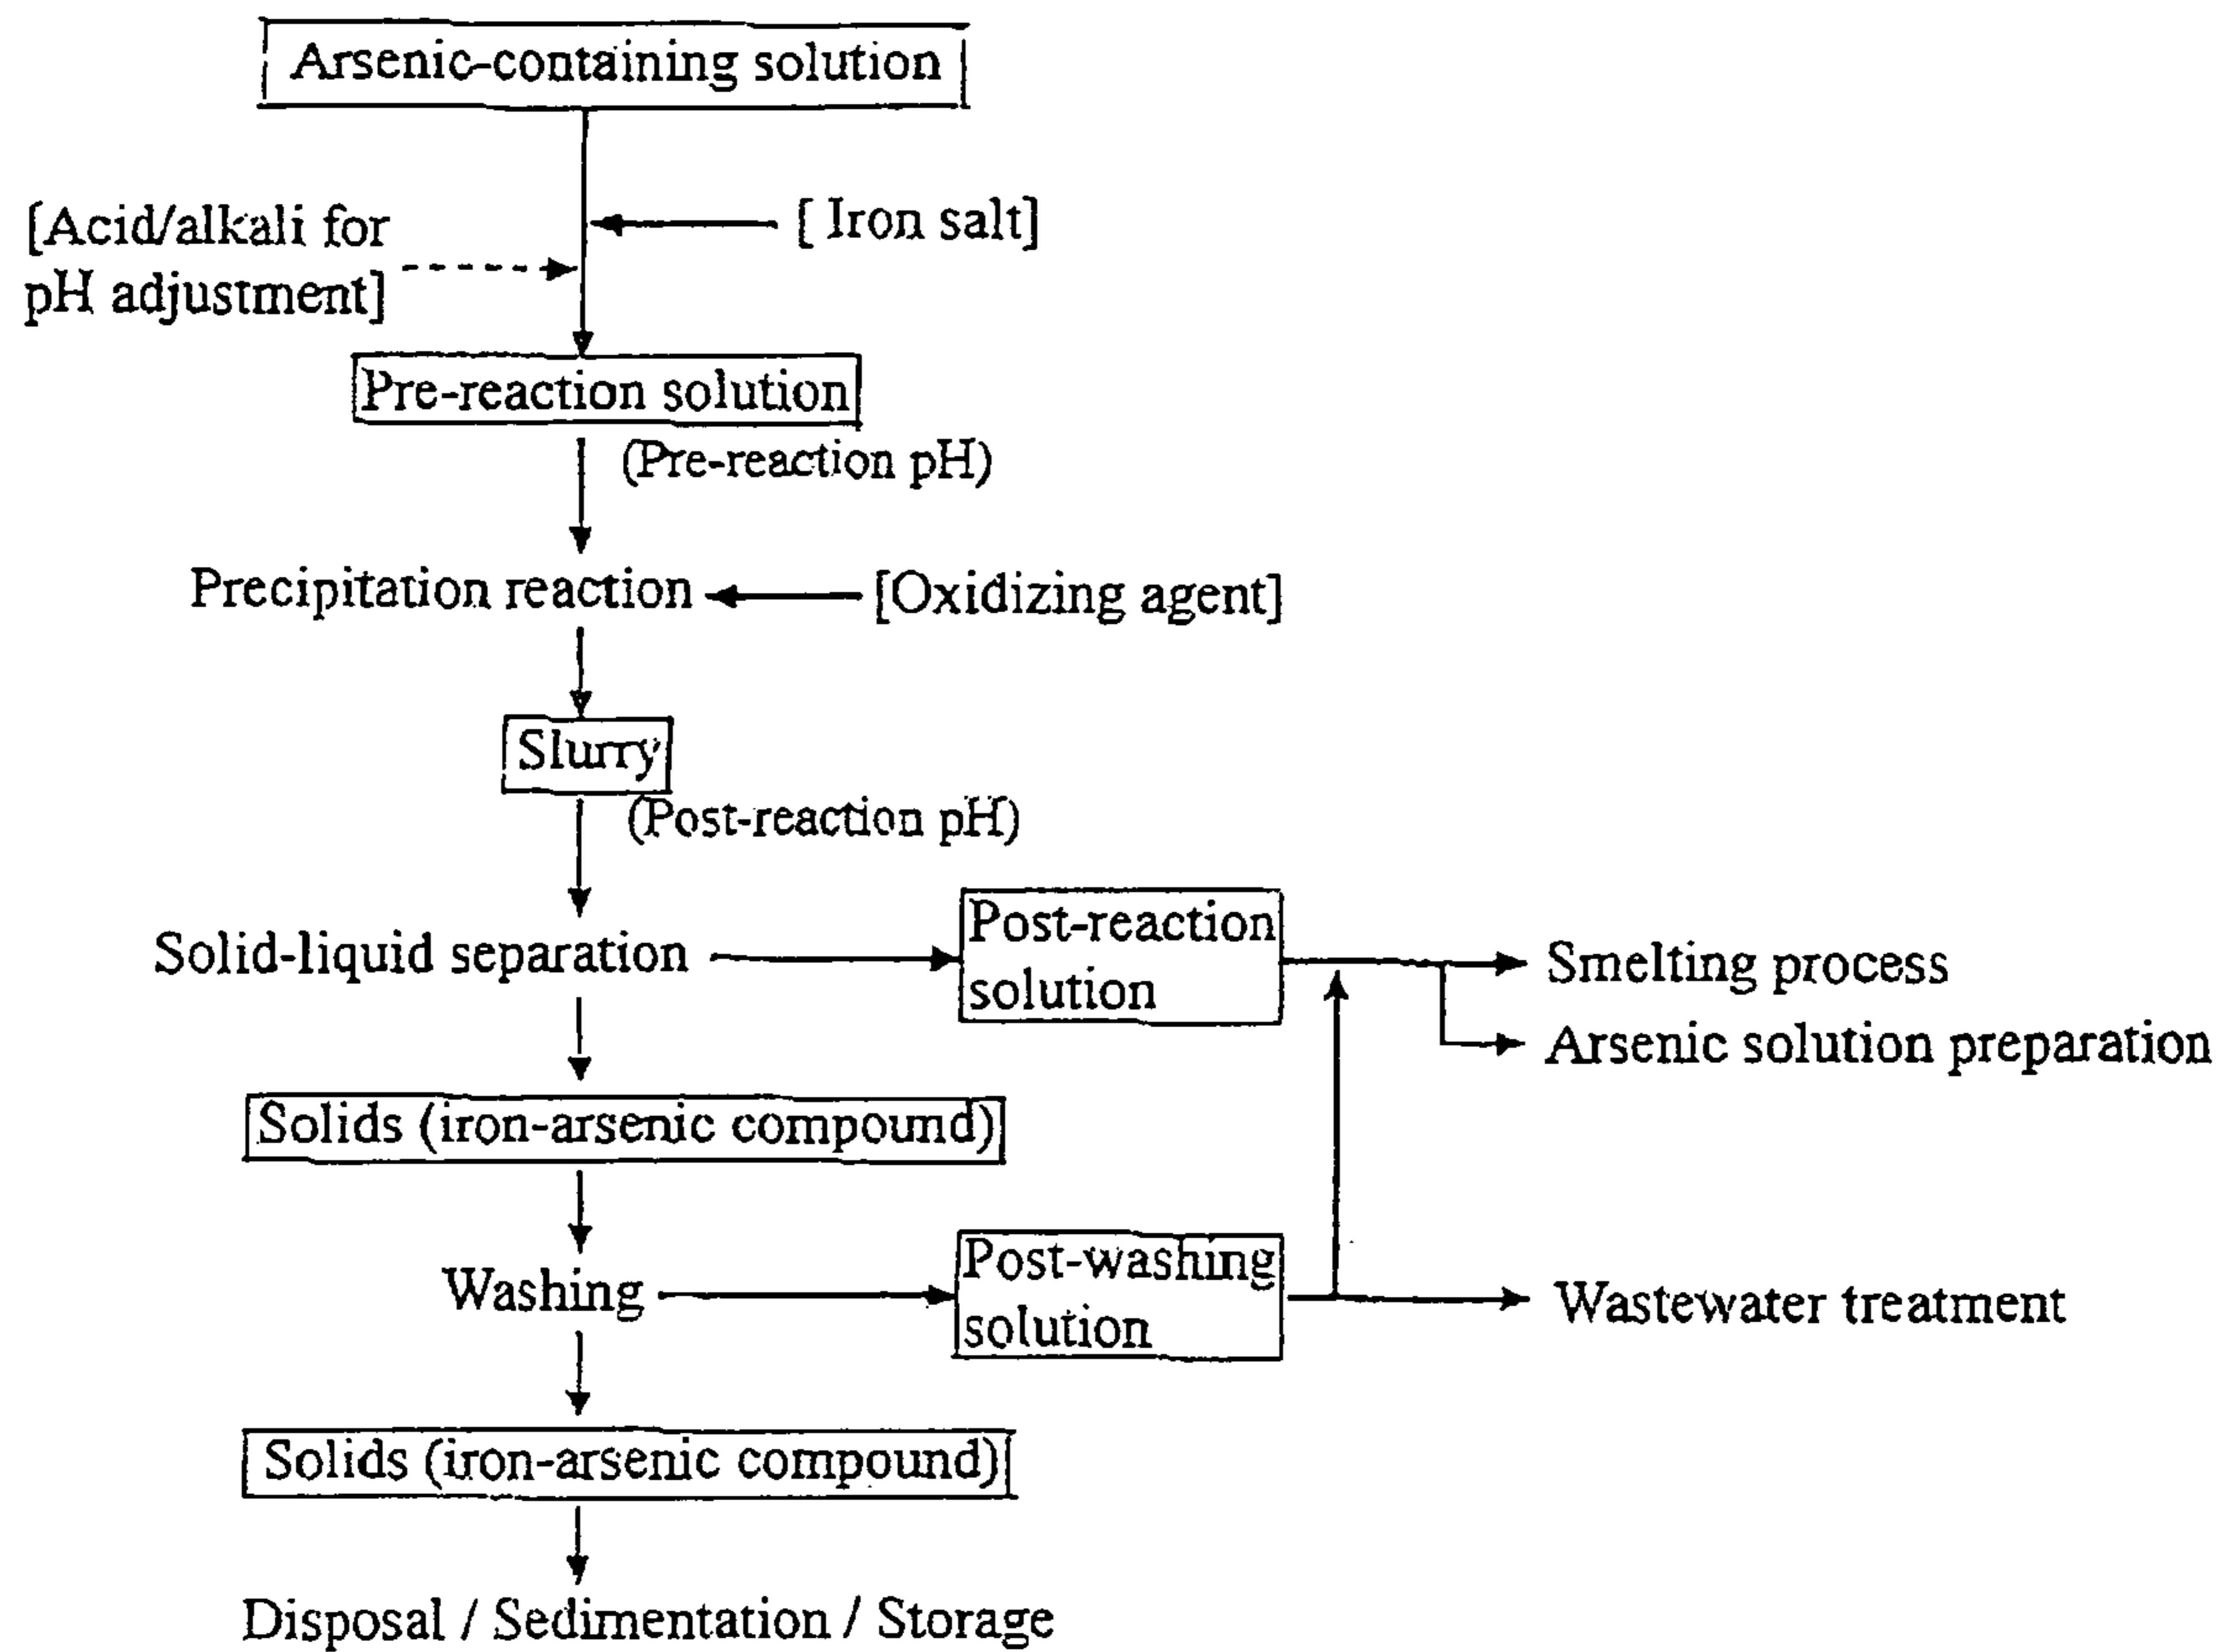 Arsenic-containing solution
[Acid/alkali for
pH adjustment]
[ Iron salt]
Pre-reaction solution
(Pre-reaction pH)
Precipitation reaction
[Oxidizing agent]
Slurry
(Post-reaction pH)
Solid-liquid separation
Post-reaction
solution
Smelting process
Arsenic solution preparation
Solids (iron-arsenic compound)
Washing
Post-washing
solution
Wastewater treatment
Solids (iron-arsenic compound)
Disposal / Sedimentation / Storage